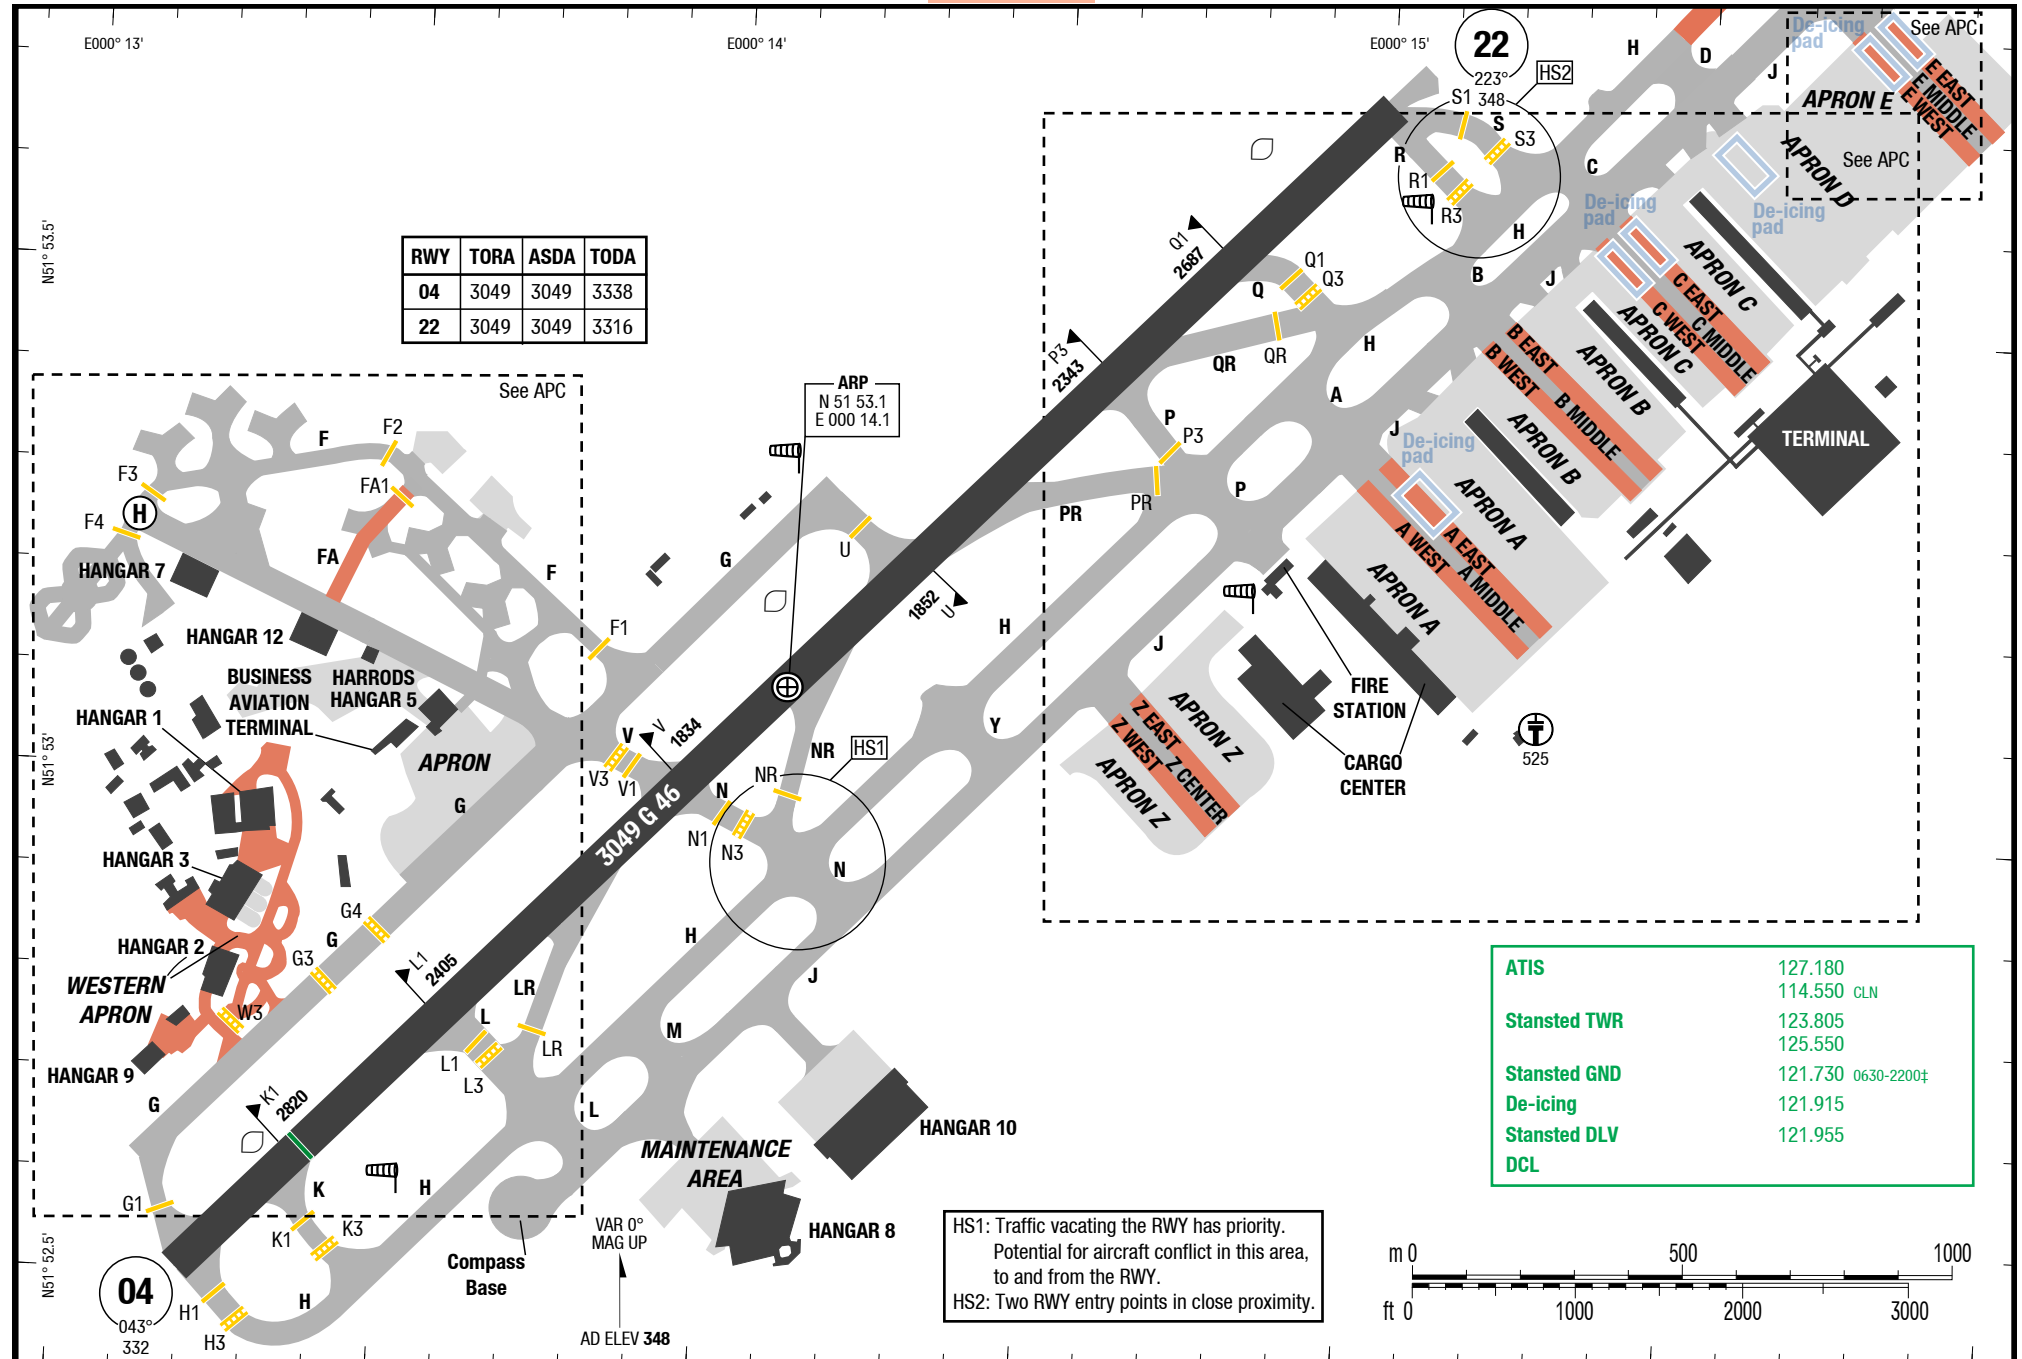 E000° 13'
E000° 14'
E000° 15'
22
223°
348
HS2
S1
S
S3
R
R1
R3
H
D
J
De-icing
pad
See APC
APRON E
E EAST
E MIDDLE
E WEST
See APC
APRON D
C
De-icing
pad
De-icing
pad
H
B
J
N51° 53.5'
RWY TORA ASDA TODA
04 3049 3049 3338
22 3049 3049 3316
Q1
2687
Q1
Q3
Q
QR
QR
H
A
J
APRON C
C EAST
C MIDDLE
C WEST
APRON C
B EAST
B WEST
B MIDDLE
APRON B
APRON B
TERMINAL
P3
2343
P
P3
PR
PR
P
De-icing
pad
APRON A
A EAST
A WEST
A MIDDLE
APRON A
See APC
ARP
N 51 53.1
E 000 14.1
F
F2
F3
FA1
F4
H
FA
HANGAR 7
F
HANGAR 12
F1
G
U
1852
U
H
J
BUSINESS
AVIATION
TERMINAL
HARRODS
HANGAR 5
HANGAR 1
APRON
G
N51° 53'
V
V3
V1
V
1834
3049 G 46
N
N1
N3
NR
NR
HS1
Y
Z EAST
Z WEST
Z CENTER
APRON Z
APRON Z
FIRE
STATION
CARGO
CENTER
525
N
HANGAR 3
HANGAR 2
WESTERN
APRON
W3
HANGAR 9
G4
G
G3
L1
2405
LR
LR
L
L1
L3
H
M
J
L
G
K1
2820
K
K1
K3
H
G1
HANGAR 10
MAINTENANCE
AREA
HANGAR 8
Compass
Base
VAR 0°
MAG UP
AD ELEV 348
N51° 52.5'
04
043°
332
H1
H3
H
ATIS 127.180
114.550 CLN
Stansted TWR 123.805
125.550
Stansted GND 121.730 0630-2200‡
De-icing 121.915
Stansted DLV 121.955
DCL
HS1: Traffic vacating the RWY has priority.
Potential for aircraft conflict in this area,
to and from the RWY.
HS2: Two RWY entry points in close proximity.
m 0 500 1000
ft 0 1000 2000 3000